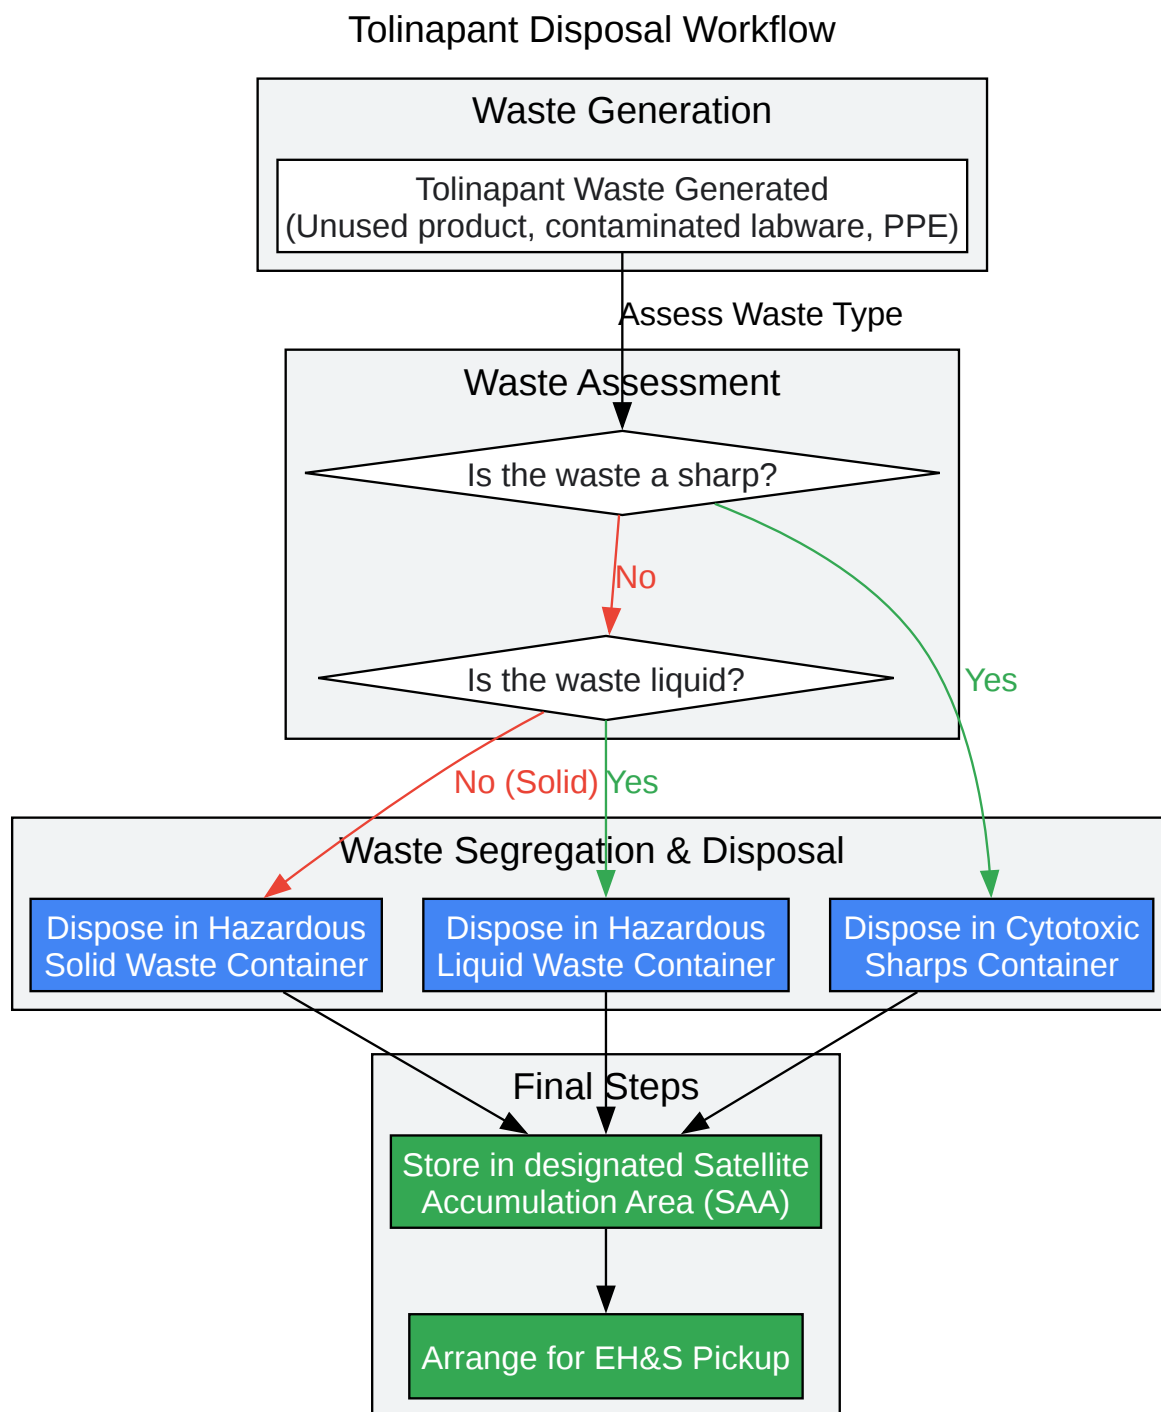 Tolinapant Disposal Workflow
Waste Generation
Tolinapant Waste Generated
(Unused product, contaminated labware, PPE)
Assess Waste Type
Waste Assessment
Is the waste a sharp?
No
Is the waste liquid?
Yes
No (Solid)
Yes
Waste Segregation & Disposal
Dispose in Hazardous
Solid Waste Container
Dispose in Hazardous
Liquid Waste Container
Dispose in Cytotoxic
Sharps Container
Final Steps
Store in designated Satellite
Accumulation Area (SAA)
Arrange for EH&S Pickup